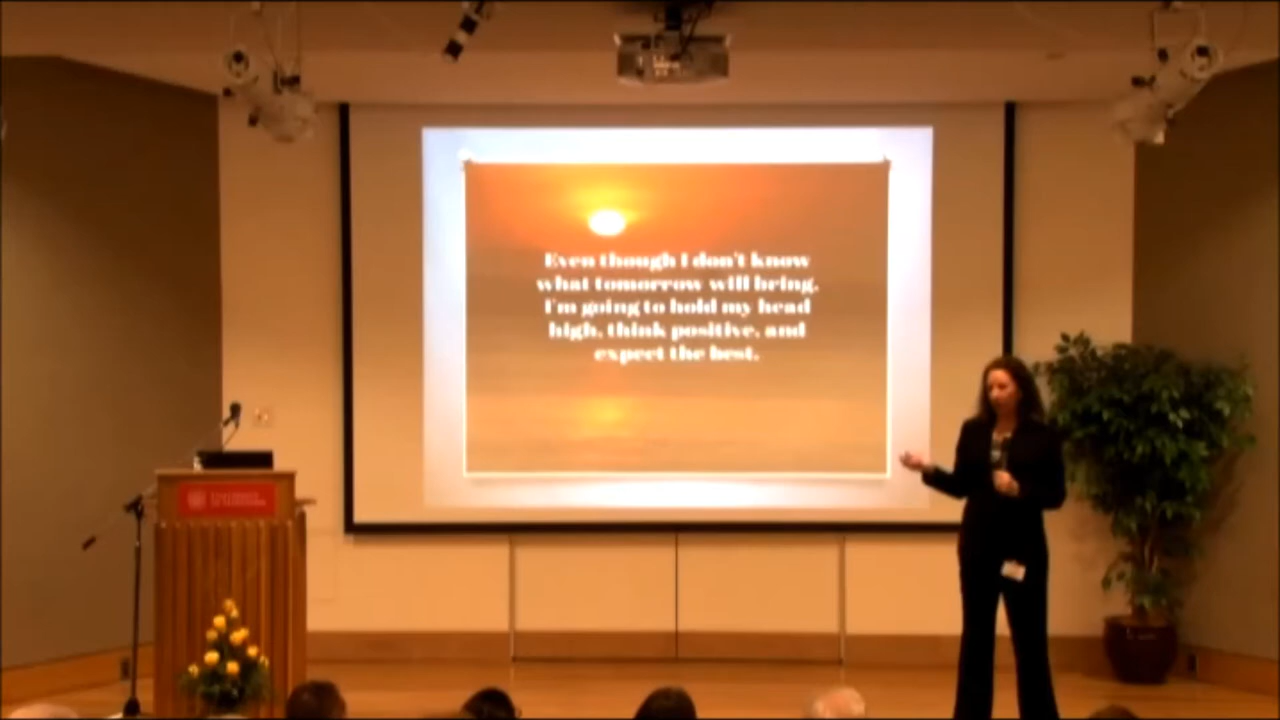 Even though I don't know
what tomorrow will bring,
I'm going to hold my head
high, think positive, and
expect the best.
UNIVERSITY